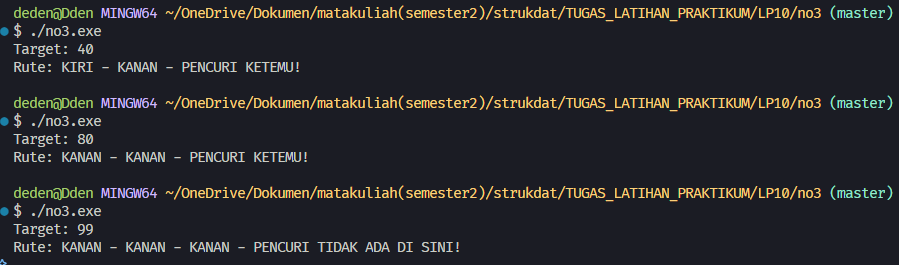 deden@Dden MINGW64 ~/OneDrive/Dokumen/matakuliah(semester2)/strukdat/TUGAS_LATIHAN_PRAKTIKUM/LP10/no3 (master)
$ ./no3.exe
Target: 40
Rute: KIRI - KANAN - PENCURI KETEMU!
deden@Dden MINGW64 ~/OneDrive/Dokumen/matakuliah(semester2)/strukdat/TUGAS_LATIHAN_PRAKTIKUM/LP10/no3 (master)
$ ./no3.exe
Target: 80
Rute: KANAN - KANAN - PENCURI KETEMU!
deden@Dden MINGW64 ~/OneDrive/Dokumen/matakuliah(semester2)/strukdat/TUGAS_LATIHAN_PRAKTIKUM/LP10/no3 (master)
$ ./no3.exe
Target: 99
Rute: KANAN - KANAN - KANAN - PENCURI TIDAK ADA DI SINI!